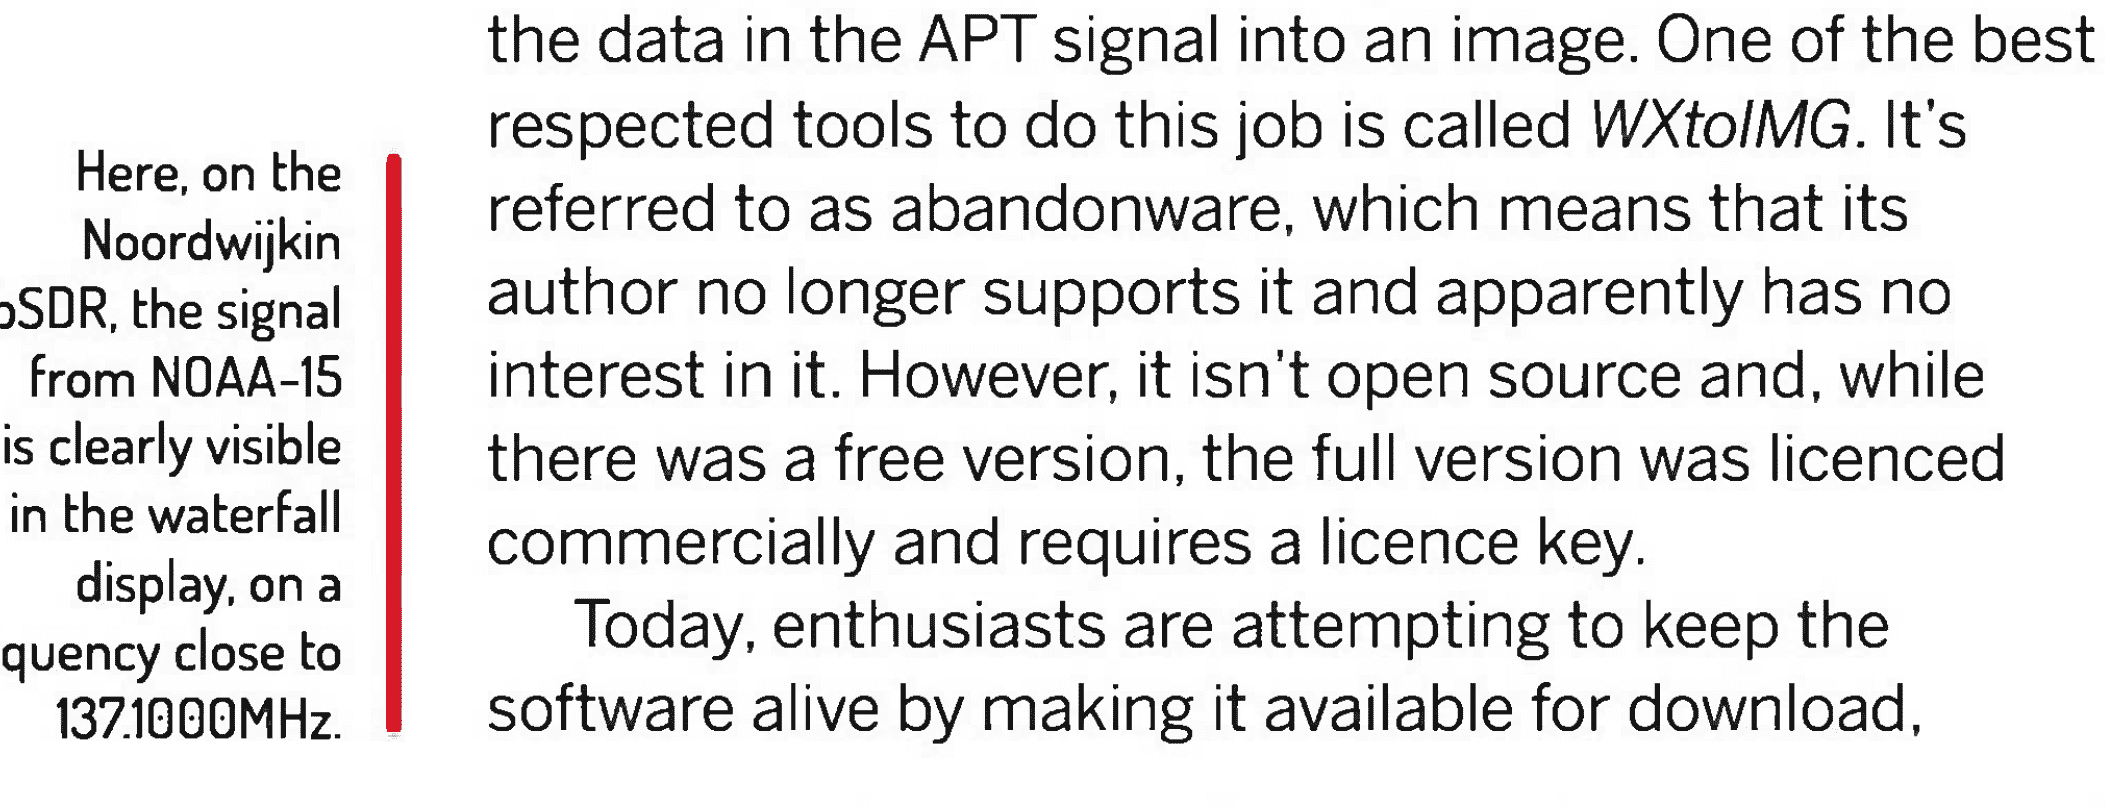 Here, on the
Noordwijkin
the signal
from NOAA-15
is clearly visible
in the waterfall
display, on a
close to
137.1000MHz.
the data in the APT signal into an image. One of the best
respected tools to do this job is called WXtoIMG. It's
referred to as abandonware, which means that its
author no longer supports it and apparently has no
interest in it. However, it isn't open source and, while
there was a free version, the full version was licenced
commercially and requires a licence key.
Today, enthusiasts are attempting to keep the
software alive by making it available for download,